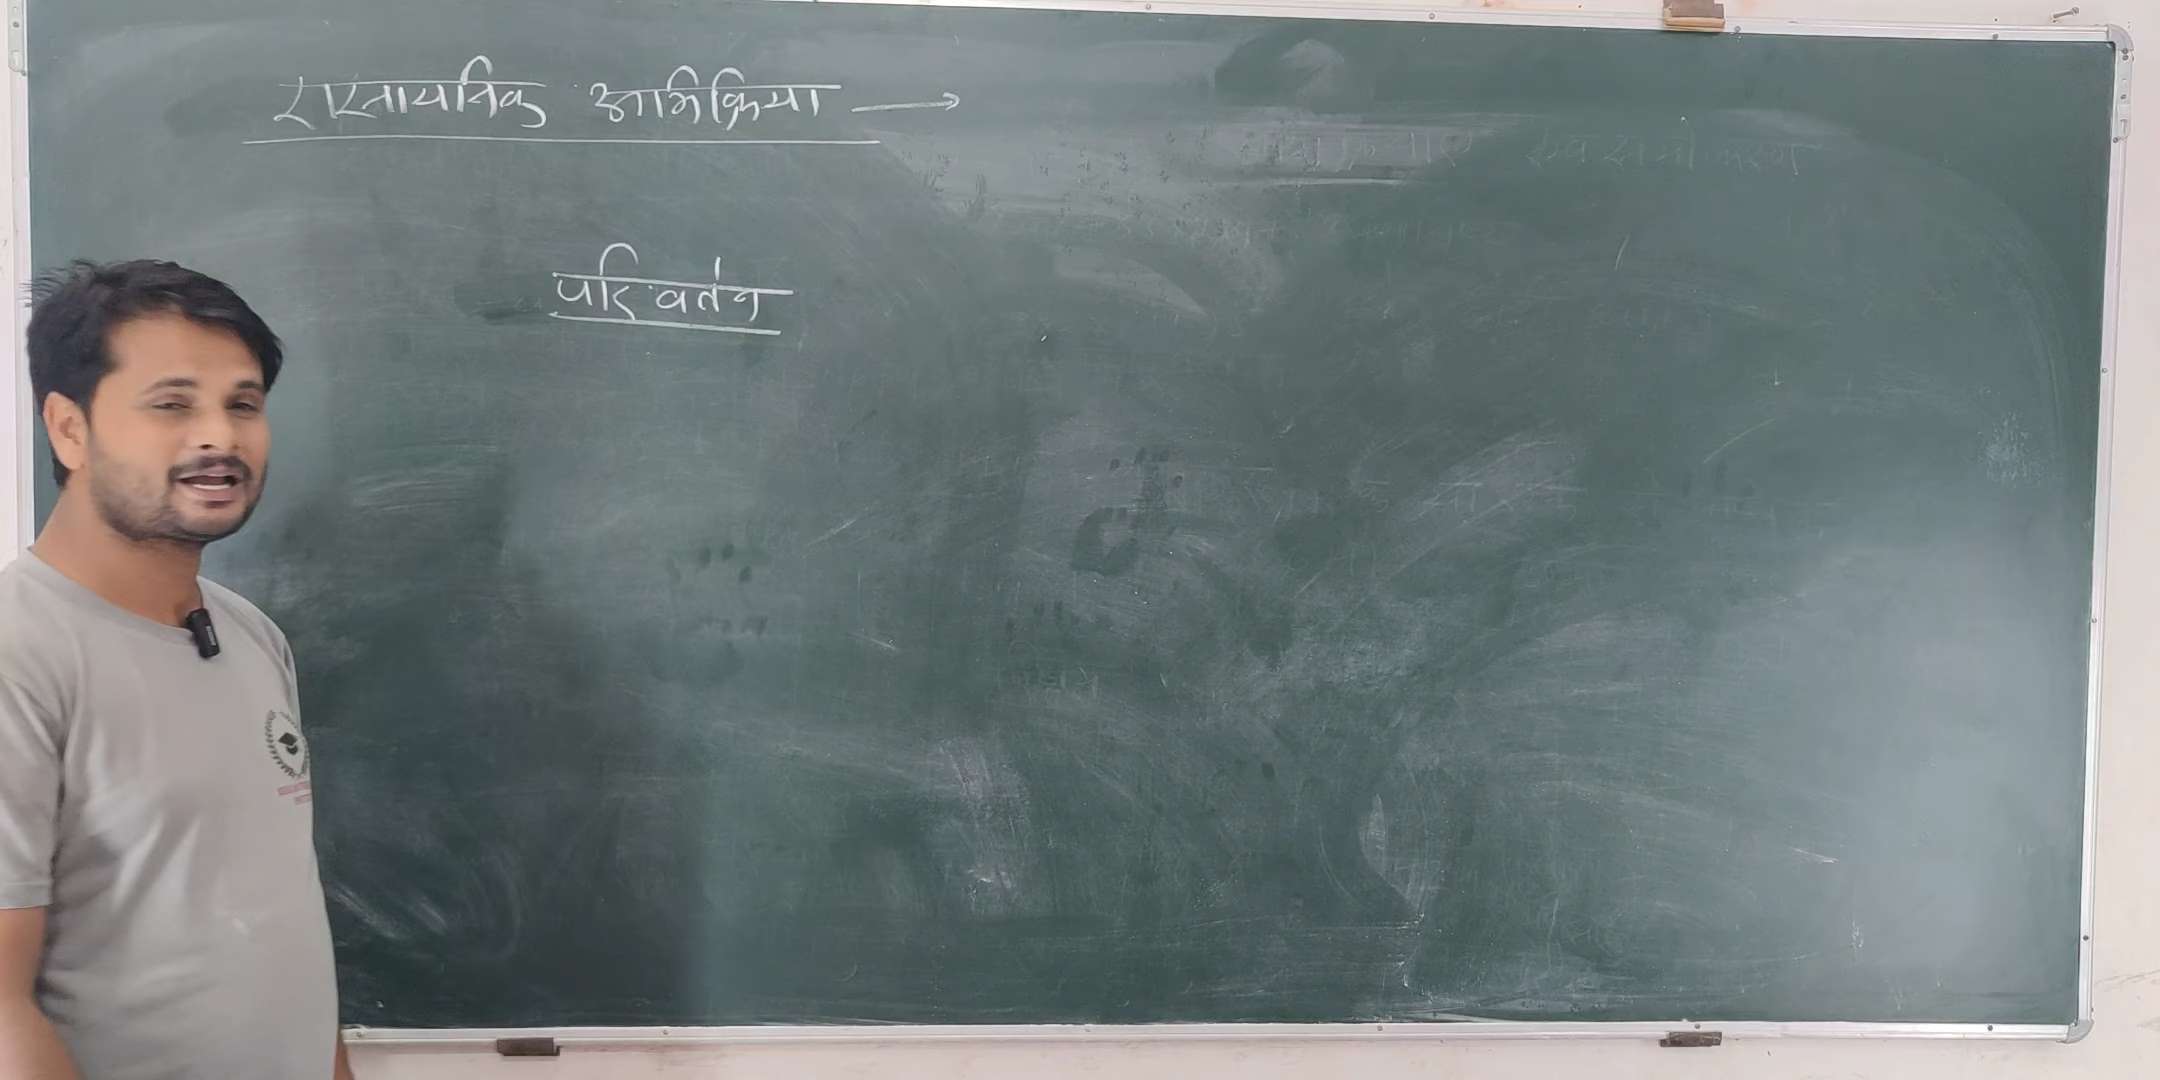 रासायनिक अभिक्रिया →
परिवर्तन